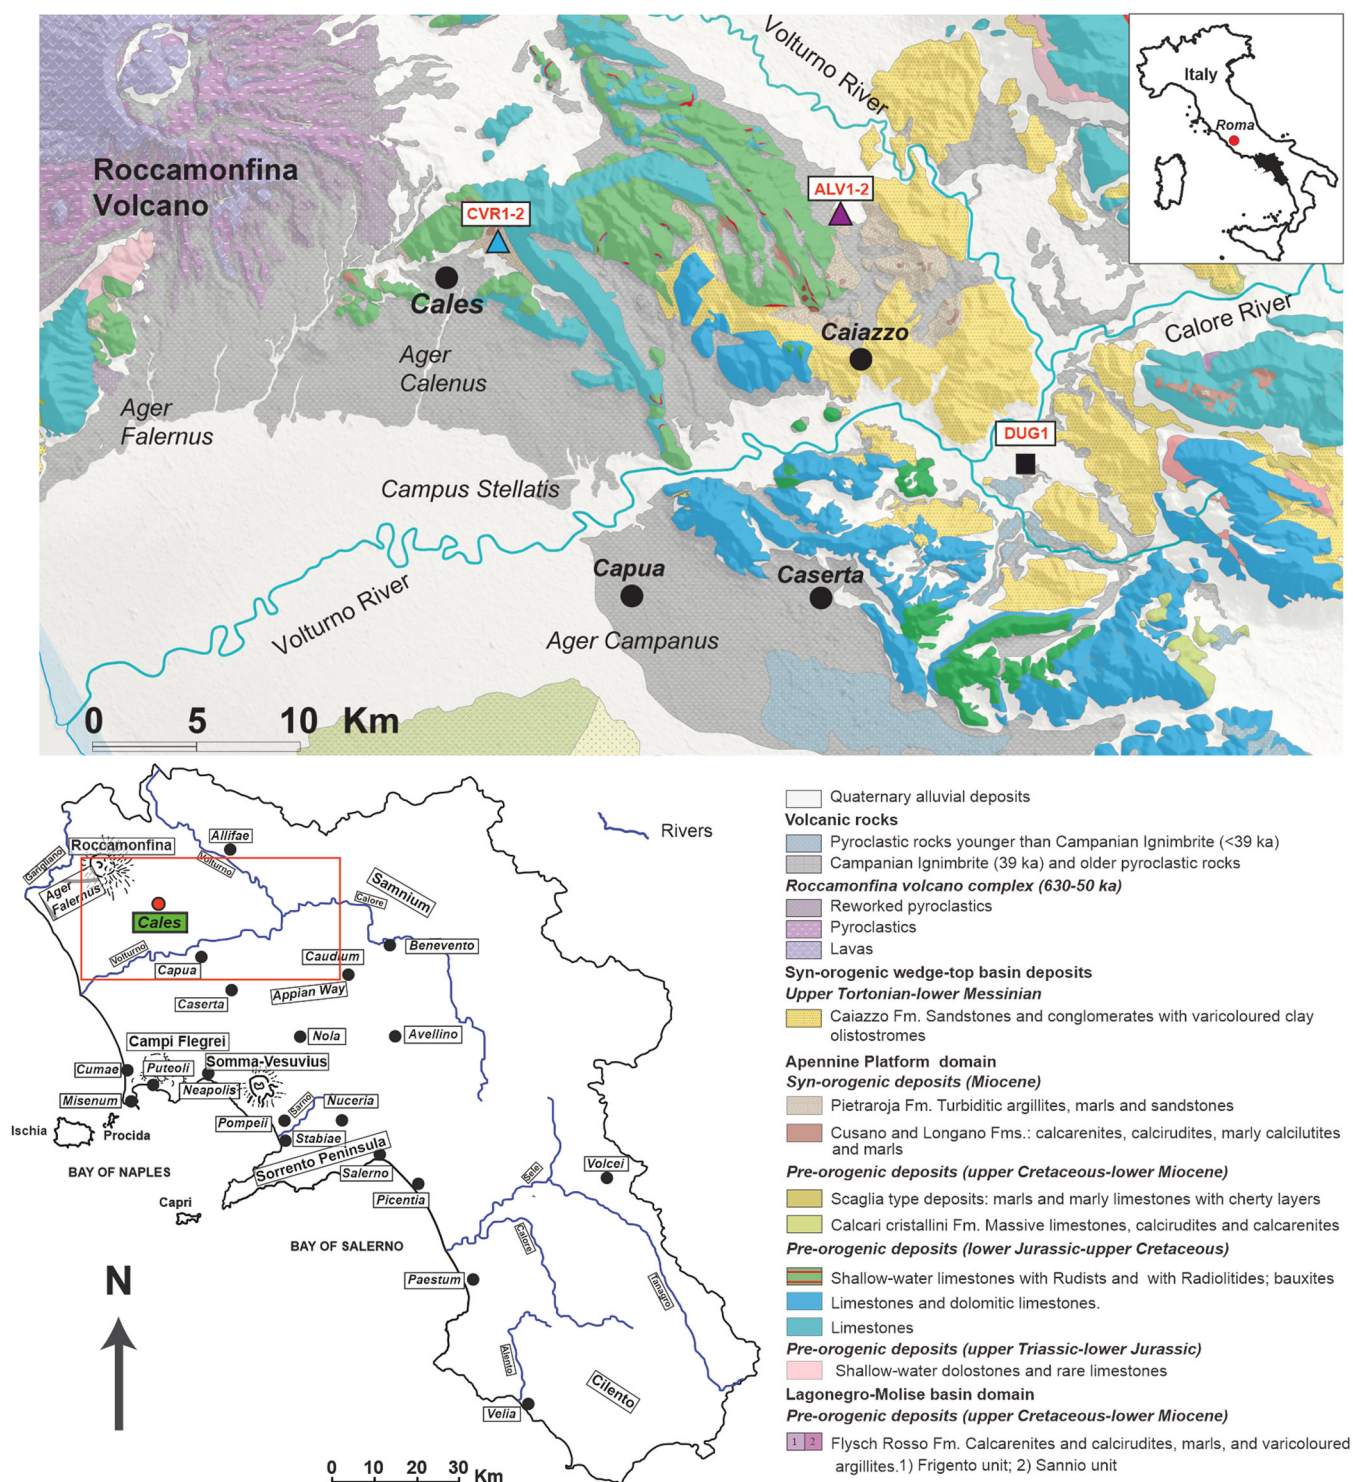 Volturno River
Italy
Roma
Roccamonfina
Volcano
CVR1-2
ALV1-2
Cales
Caiazzo
Calore River
Ager
Calenus
Ager
Falernus
DUG1
Campus Stellatis
Capua
Caserta
Volturno River
Ager Campanus
0 5 10 Km
Rivers
Allifae
Roccamonfina
Garigliano
Volturno
Ager
Falernus
Samnium
Calore
Cales
Volturno
Benevento
Capua
Caudium
Caserta
Appian Way
Nola
Avellino
Campi Flegrei
Cumae
Puteoli
Somma-Vesuvius
Neapolis
Misenum
Sarno
Nuceria
Pompeii
Ischia
Procida
Stabiae
Sorrento Peninsula
BAY OF NAPLES
Salerno
Volcei
Sele
Picentia
Capri
Calore
BAY OF SALERNO
Paestum
Tanagro
N
Alento
Cilento
Velia
0 10 20 30 Km
Quaternary alluvial deposits
Volcanic rocks
Pyroclastic rocks younger than Campanian Ignimbrite (<39 ka)
Campanian Ignimbrite (39 ka) and older pyroclastic rocks
Roccamonfina volcano complex (630-50 ka)
Reworked pyroclastics
Pyroclastics
Lavas
Syn-orogenic wedge-top basin deposits
Upper Tortonian-lower Messinian
Caiazzo Fm. Sandstones and conglomerates with varicoloured clay
olistostromes
Apennine Platform domain
Syn-orogenic deposits (Miocene)
Pietraroja Fm. Turbiditic argillites, marls and sandstones
Cusano and Longano Fms.: calcarenites, calcirudites, marly calcilutites
and marls
Pre-orogenic deposits (upper Cretaceous-lower Miocene)
Scaglia type deposits: marls and marly limestones with cherty layers
Calcari cristallini Fm. Massive limestones, calcirudites and calcarenites
Pre-orogenic deposits (lower Jurassic-upper Cretaceous)
Shallow-water limestones with Rudists and with Radiolitides; bauxites
Limestones and dolomitic limestones.
Limestones
Pre-orogenic deposits (upper Triassic-lower Jurassic)
Shallow-water dolostones and rare limestones
Lagonegro-Molise basin domain
Pre-orogenic deposits (upper Cretaceous-lower Miocene)
1 2 Flysch Rosso Fm. Calcarenites and calcirudites, marls, and varicoloured
argillites.1) Frigento unit; 2) Sannio unit